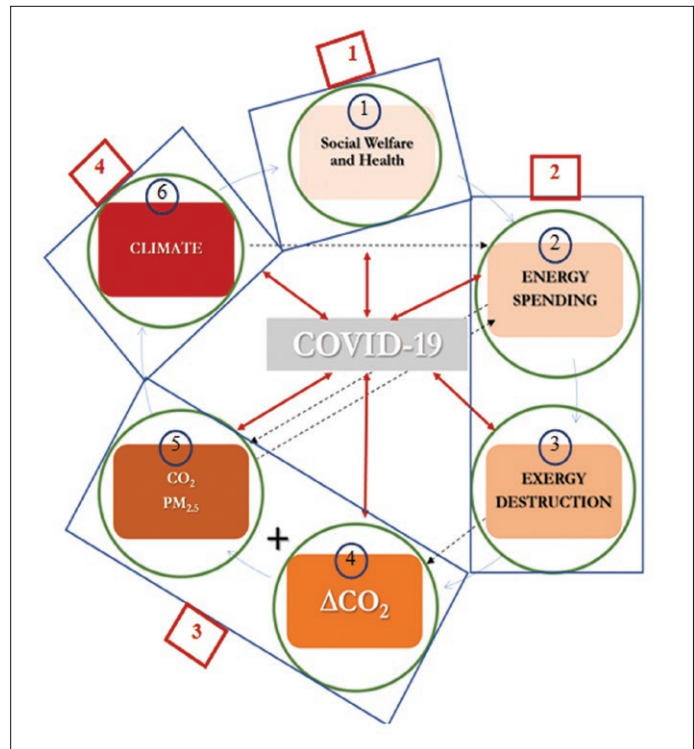 1
1
Social Welfare
and Health
2
2
ENERGY
SPENDING
3
EXERGY
DESTRUCTION
4
ΔCO₂
+
3
5
CO₂
PM₂.₅
4
6
CLIMATE
COVID-19